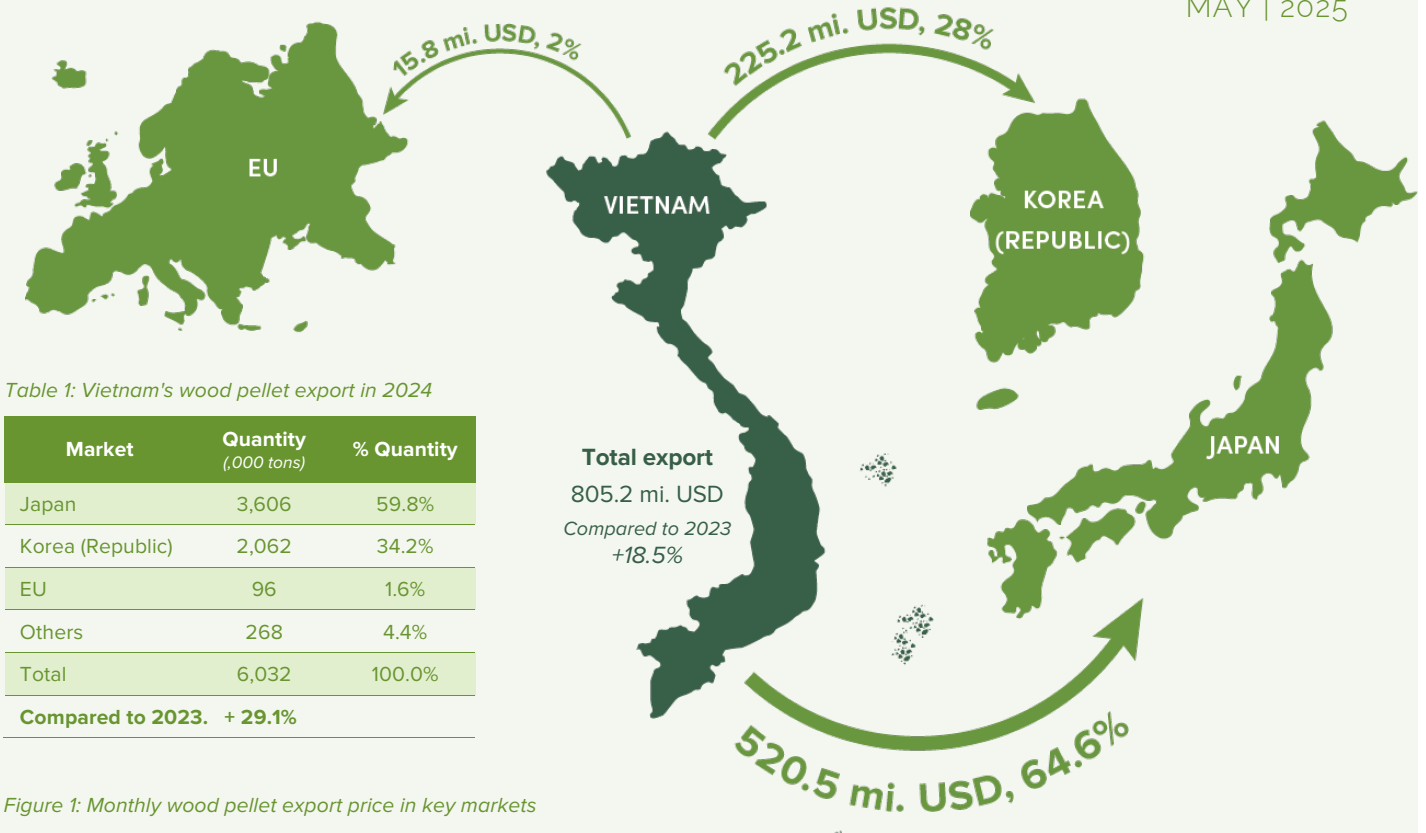 MAY | 2025
15.8 mi. USD, 2%
225.2 mi. USD, 28%
EU
VIETNAM
KOREA
(REPUBLIC)
JAPAN
Table 1: Vietnam's wood pellet export in 2024
Market Quantity (,000 tons) % Quantity
Japan 3,606 59.8%
Korea (Republic) 2,062 34.2%
EU 96 1.6%
Others 268 4.4%
Total 6,032 100.0%
Compared to 2023. + 29.1%
Total export
805.2 mi. USD
Compared to 2023
+18.5%
520.5 mi. USD, 64.6%
Figure 1: Monthly wood pellet export price in key markets